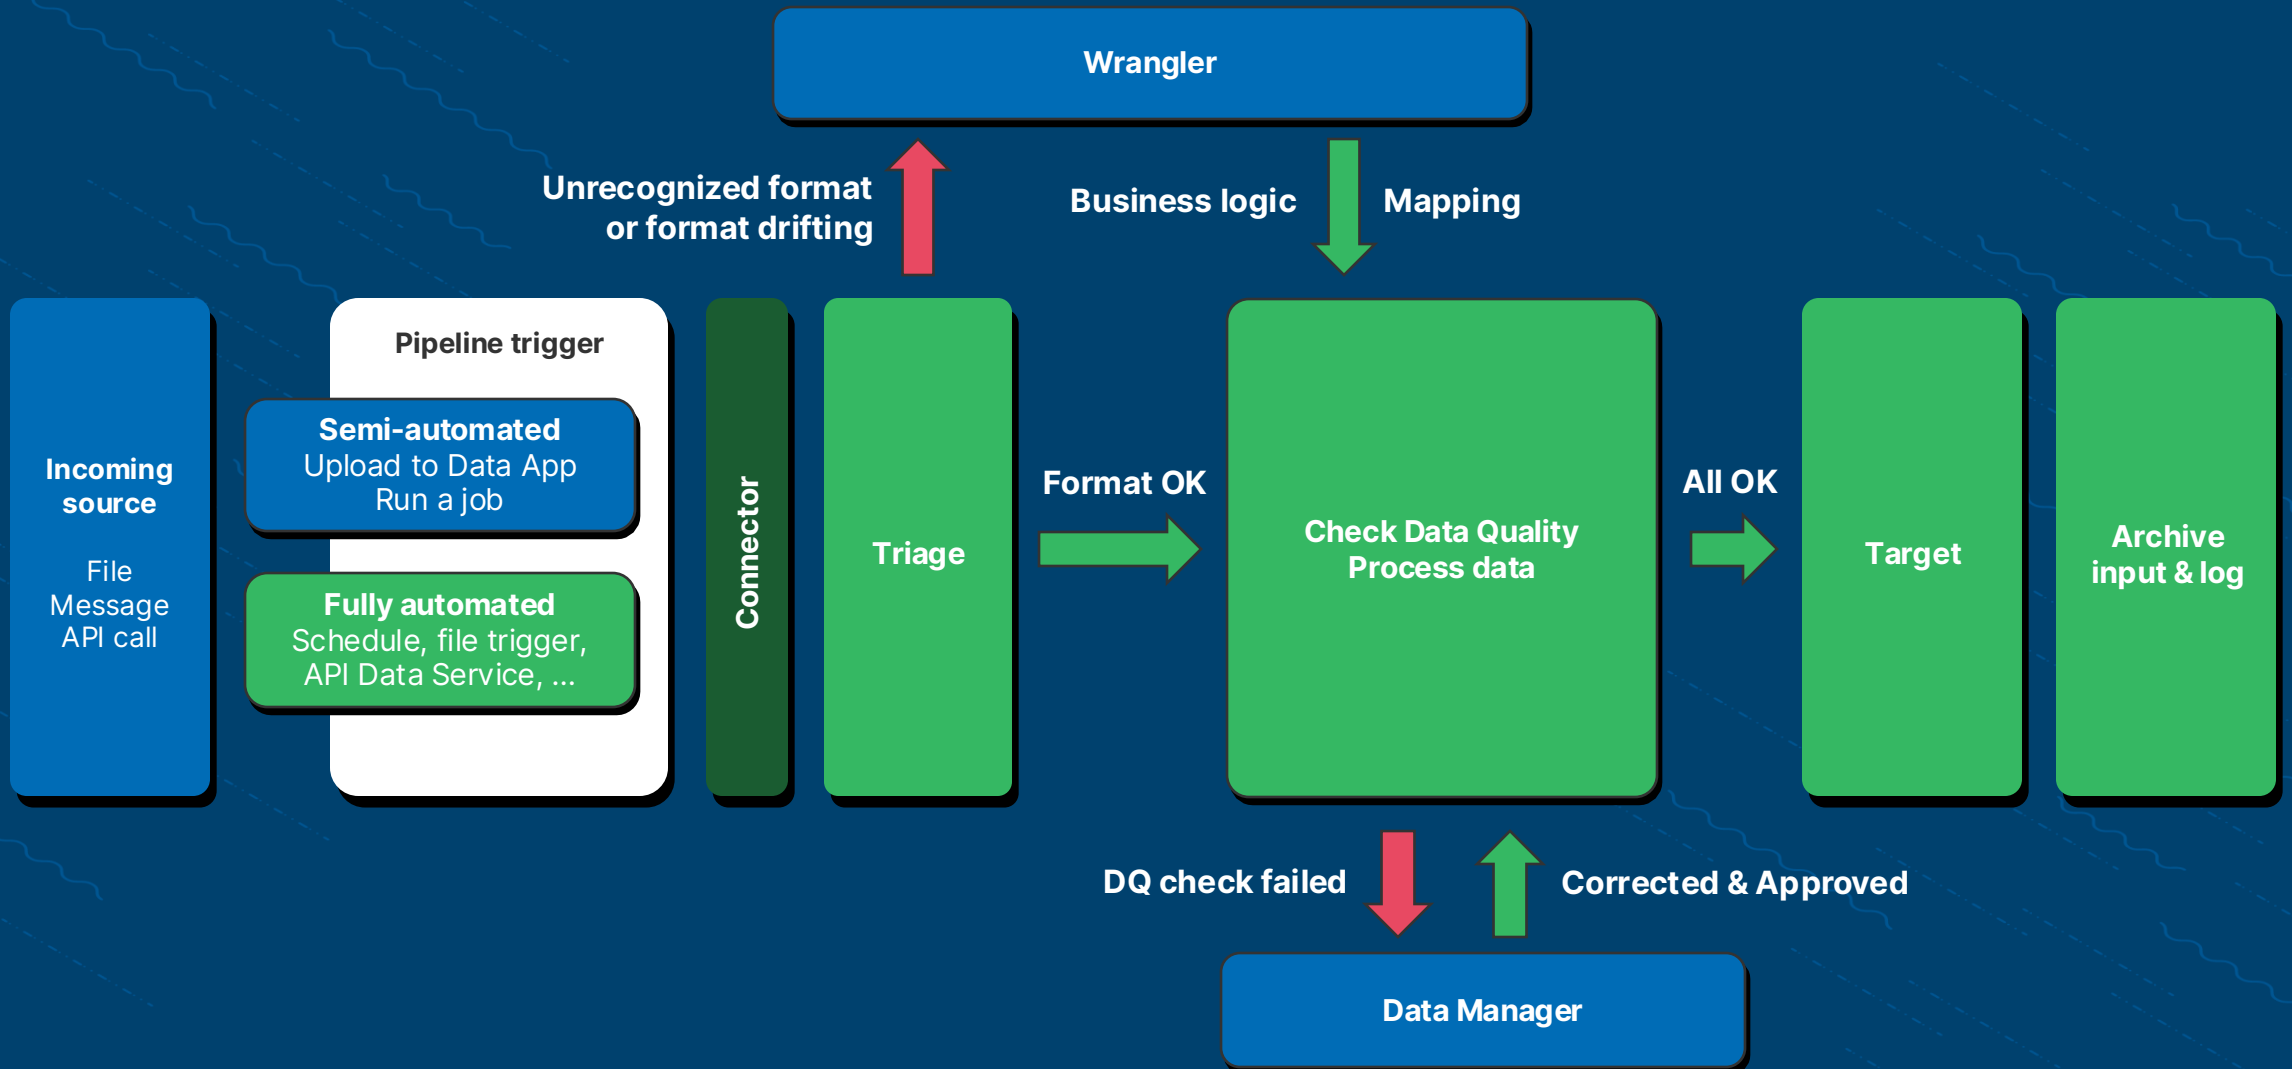 Wrangler
Unrecognized format
or format drifting
Business logic
Mapping
Incoming
source
File
Message
API call
Pipeline trigger
Semi-automated
Upload to Data App
Run a job
Fully automated
Schedule, file trigger,
API Data Service, ...
Connector
Triage
Format OK
Check Data Quality
Process data
All OK
Target
Archive
input & log
DQ check failed
Corrected & Approved
Data Manager